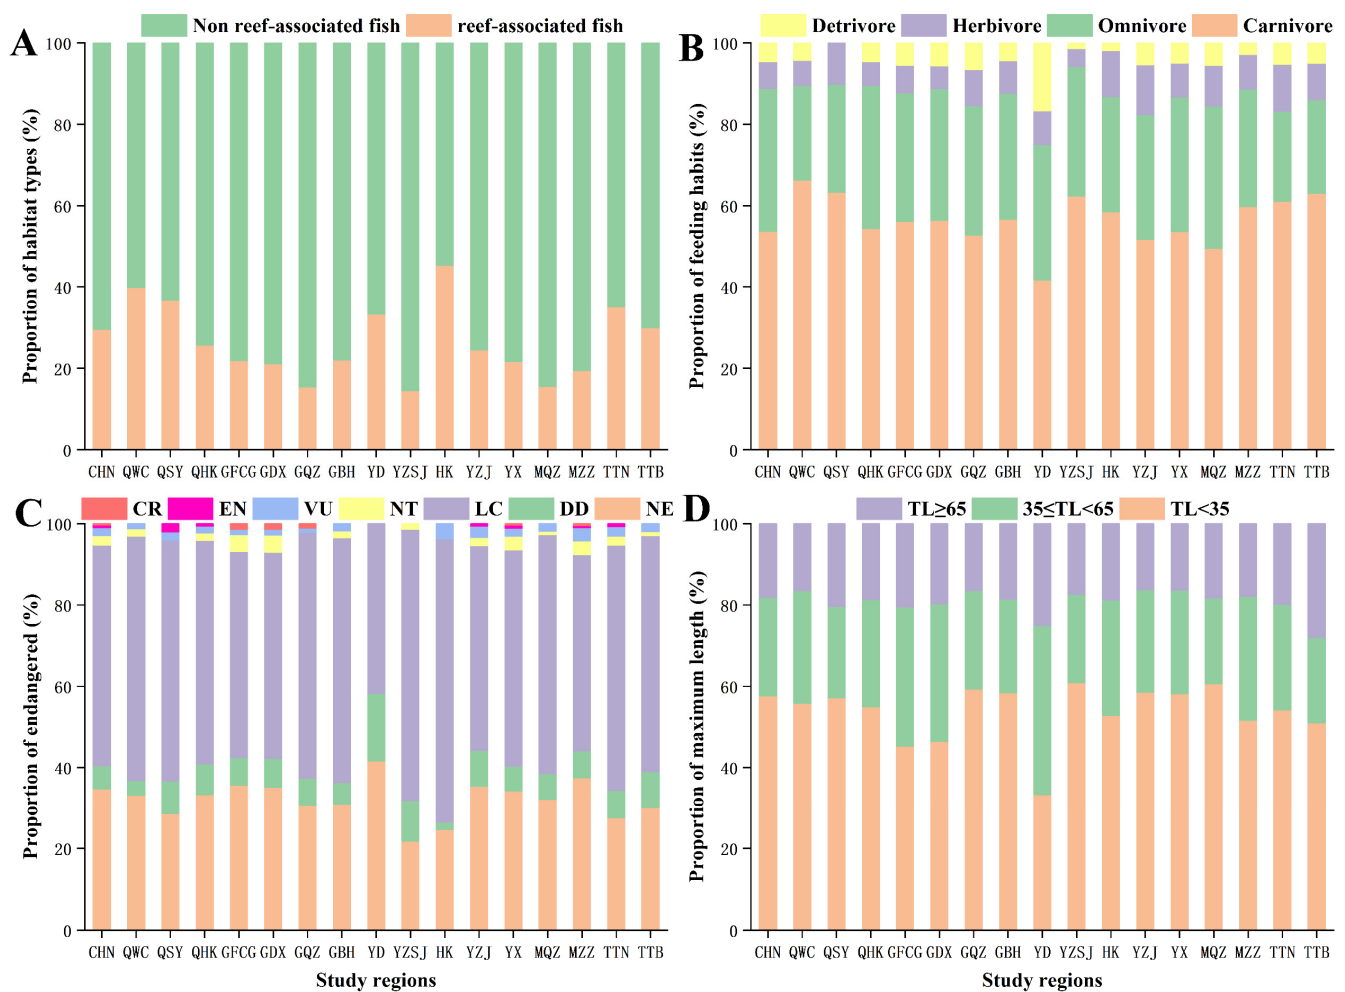 A
Non reef-associated fish
reef-associated fish
Proportion of habitat types (%)
100
80
60
40
20
0
CHN QWC QSY QHK GFCG GDX GQZ GBH YD YZSJ HK YZJ YX MQZ MZZ TTN TTB
B
Detrivore
Herbivore
Omnivore
Carnivore
Proportion of feeding habits (%)
100
80
60
40
20
0
CHN QWC QSY QHK GFCG GDX GQZ GBH YD YZSJ HK YZJ YX MQZ MZZ TTN TTB
C
CR
EN
VU
NT
LC
DD
NE
Proportion of endangered (%)
100
80
60
40
20
0
CHN QWC QSY QHK GFCG GDX GQZ GBH YD YZSJ HK YZJ YX MQZ MZZ TTN TTB
Study regions
D
TL≥65
35≤TL<65
TL<35
Proportion of maximum length (%)
100
80
60
40
20
0
CHN QWC QSY QHK GFCG GDX GQZ GBH YD YZSJ HK YZJ YX MQZ MZZ TTN TTB
Study regions